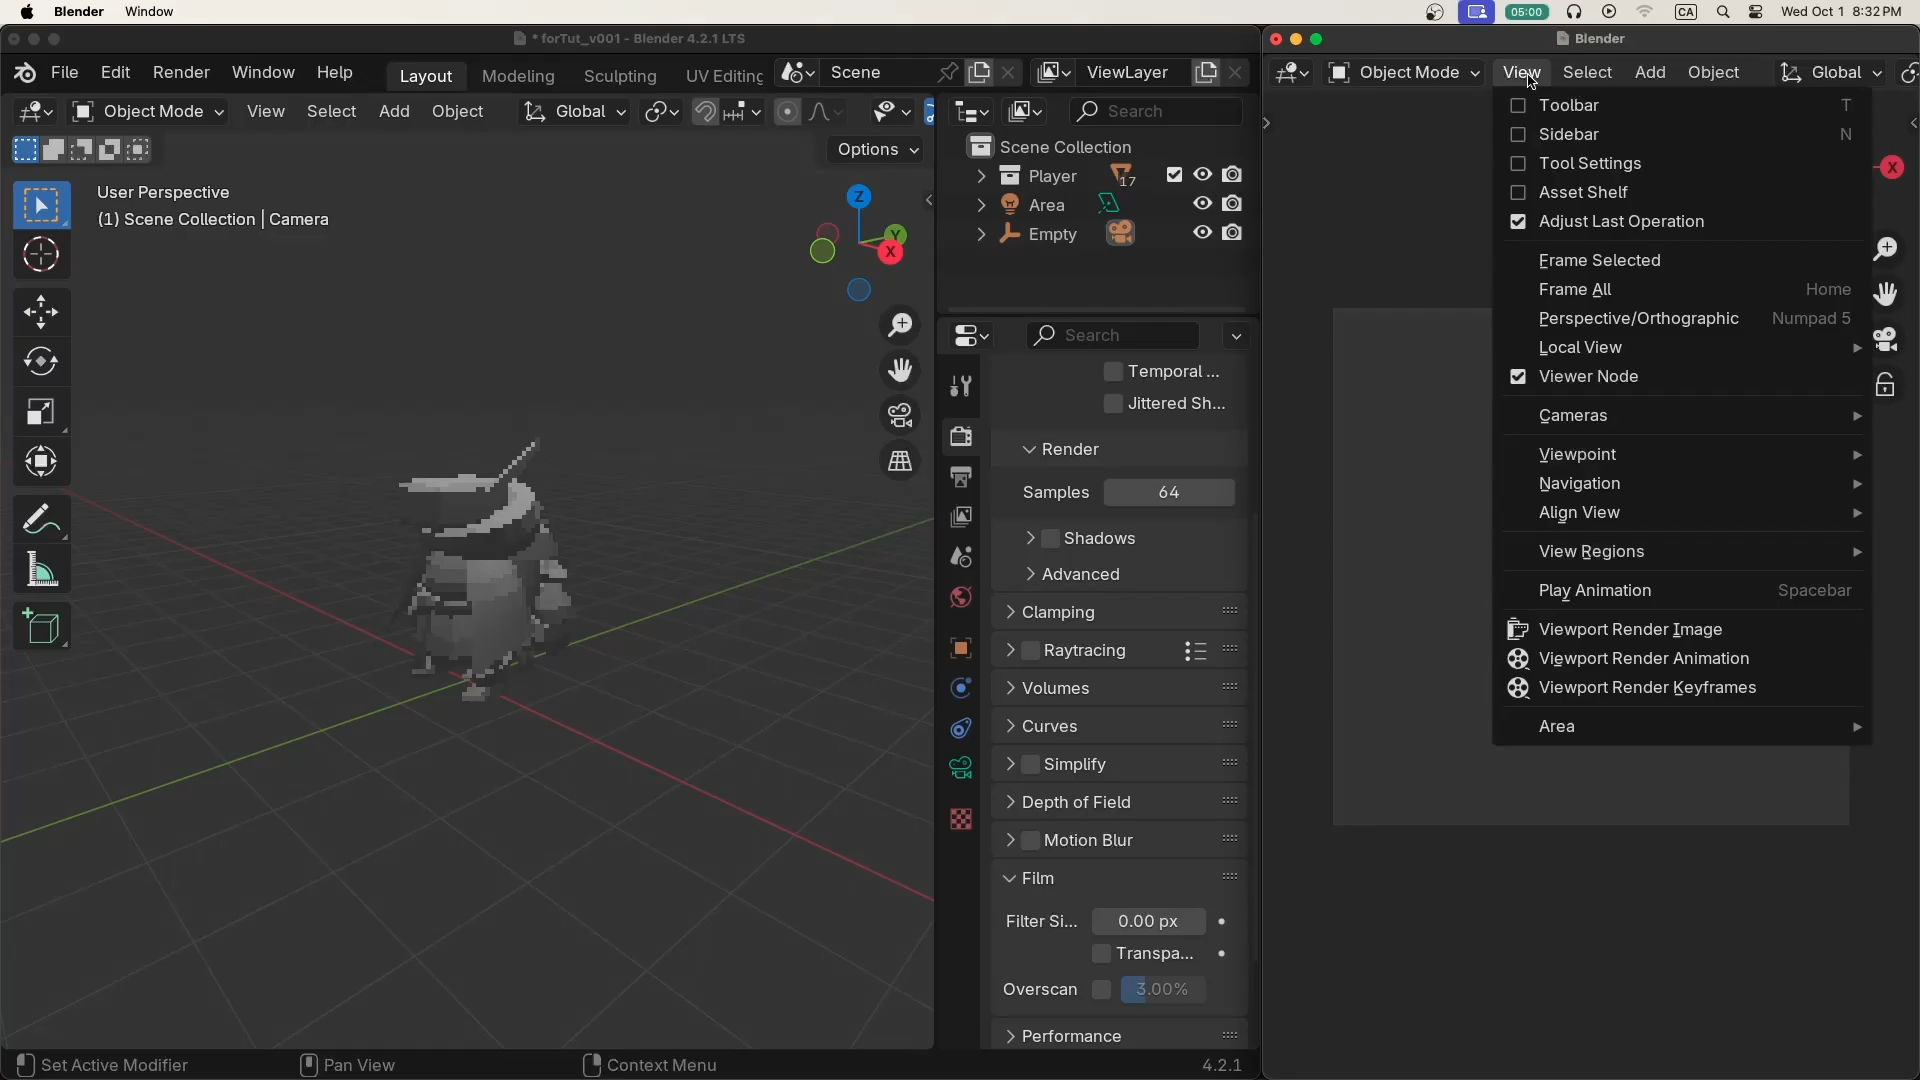 Blender Window
05:00 CA Wed Oct 1 8:32 PM
* forTut_v001 - Blender 4.2.1 LTS
Blender
File Edit Render Window Help
Layout Modeling Sculpting UV Editing
Scene
ViewLayer
Object Mode View Select Add Object Global
Object Mode View Select Add Object Global
Options
User Perspective
(1) Scene Collection | Camera
Z
Y
X
Search
Scene Collection
Player 17
Area
Empty
Search
Temporal ...
Jittered Sh...
Render
Samples 64
Shadows
Advanced
Clamping
Raytracing
Volumes
Curves
Simplify
Depth of Field
Motion Blur
Film
Filter Si... 0.00 px
Transpa...
Overscan 3.00%
Performance
Toolbar T
Sidebar N
Tool Settings
Asset Shelf
Adjust Last Operation
Frame Selected
Frame All Home
Perspective/Orthographic Numpad 5
Local View
Viewer Node
Cameras
Viewpoint
Navigation
Align View
View Regions
Play Animation Spacebar
Viewport Render Image
Viewport Render Animation
Viewport Render Keyframes
Area
X
Set Active Modifier Pan View Context Menu 4.2.1